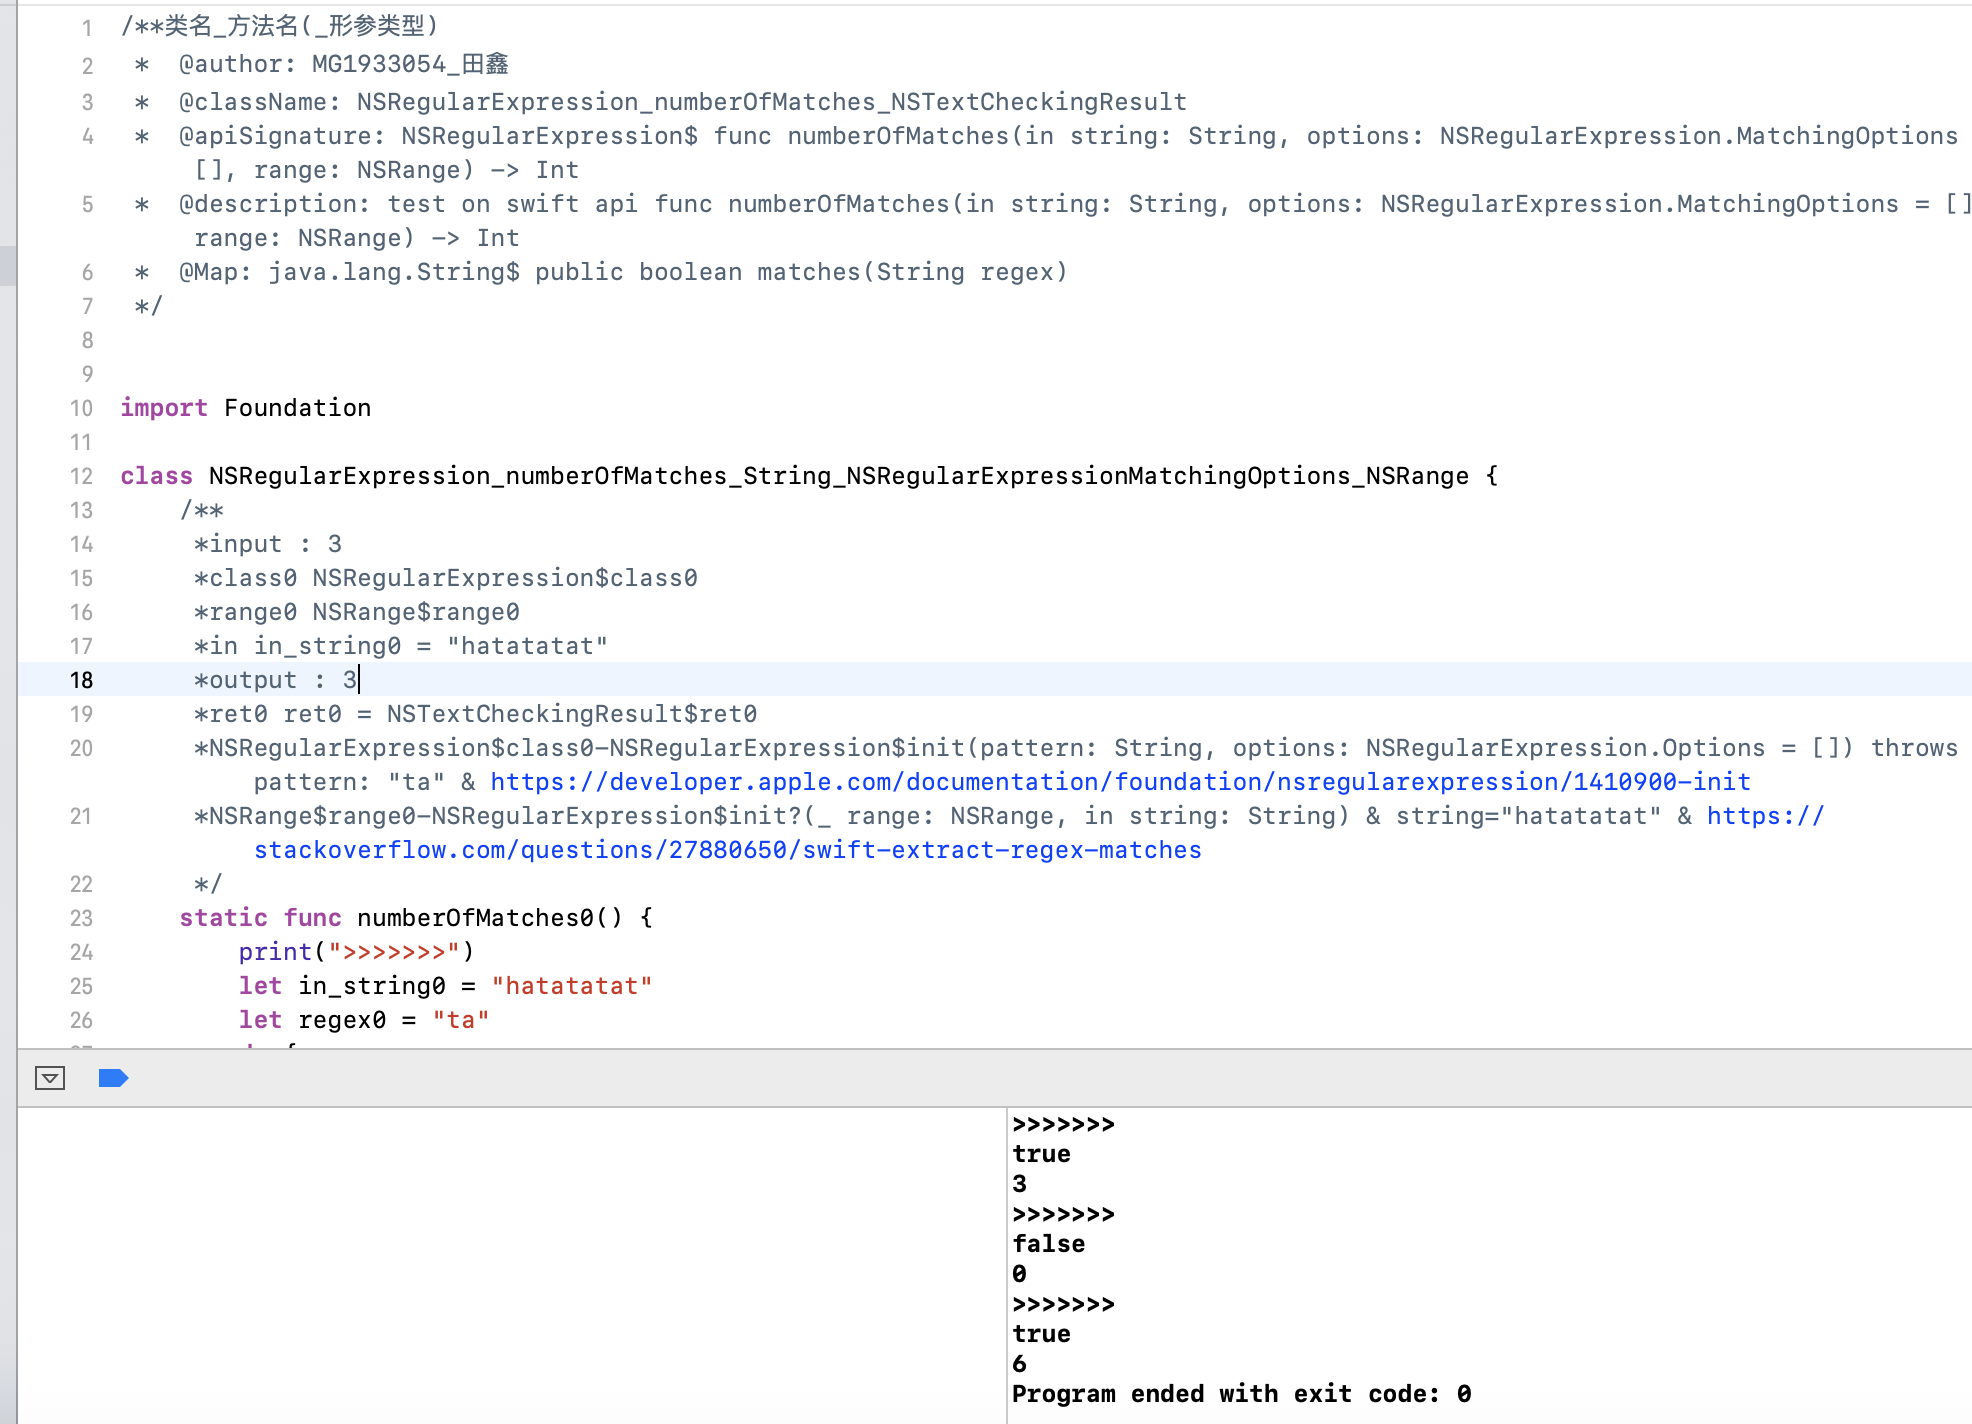 1 /**类名_方法名(_形参类型)
2 * @author: MG1933054_田鑫
3 * @className: NSRegularExpression_numberOfMatches_NSTextCheckingResult
4 * @apiSignature: NSRegularExpression$ func numberOfMatches(in string: String, options: NSRegularExpression.MatchingOptions
[], range: NSRange) -> Int
5 * @description: test on swift api func numberOfMatches(in string: String, options: NSRegularExpression.MatchingOptions = []
range: NSRange) -> Int
6 * @Map: java.lang.String$ public boolean matches(String regex)
7 */
8
9
10 import Foundation
11
12 class NSRegularExpression_numberOfMatches_String_NSRegularExpressionMatchingOptions_NSRange {
13 /**
14 *input : 3
15 *class0 NSRegularExpression$class0
16 *range0 NSRange$range0
17 *in in_string0 = "hatatatat"
18 *output : 3
19 *ret0 ret0 = NSTextCheckingResult$ret0
20 *NSRegularExpression$class0-NSRegularExpression$init(pattern: String, options: NSRegularExpression.Options = []) throws
pattern: "ta" & https://developer.apple.com/documentation/foundation/nsregularexpression/1410900-init
21 *NSRange$range0-NSRegularExpression$init?(_ range: NSRange, in string: String) & string="hatatatat" & https://
stackoverflow.com/questions/27880650/swift-extract-regex-matches
22 */
23 static func numberOfMatches0() {
24 print(">>>>>>>")
25 let in_string0 = "hatatatat"
26 let regex0 = "ta"
>>>>>>>
true
3
>>>>>>>
false
0
>>>>>>>
true
6
Program ended with exit code: 0